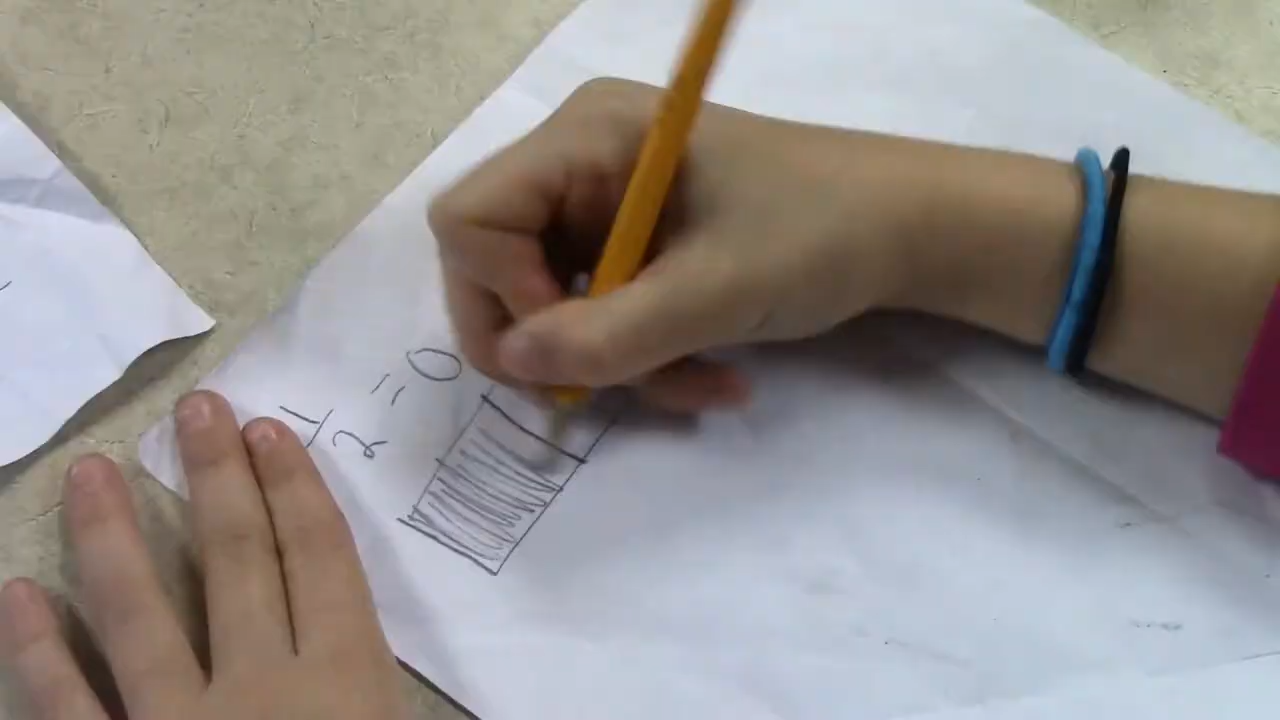 1/2 = 0